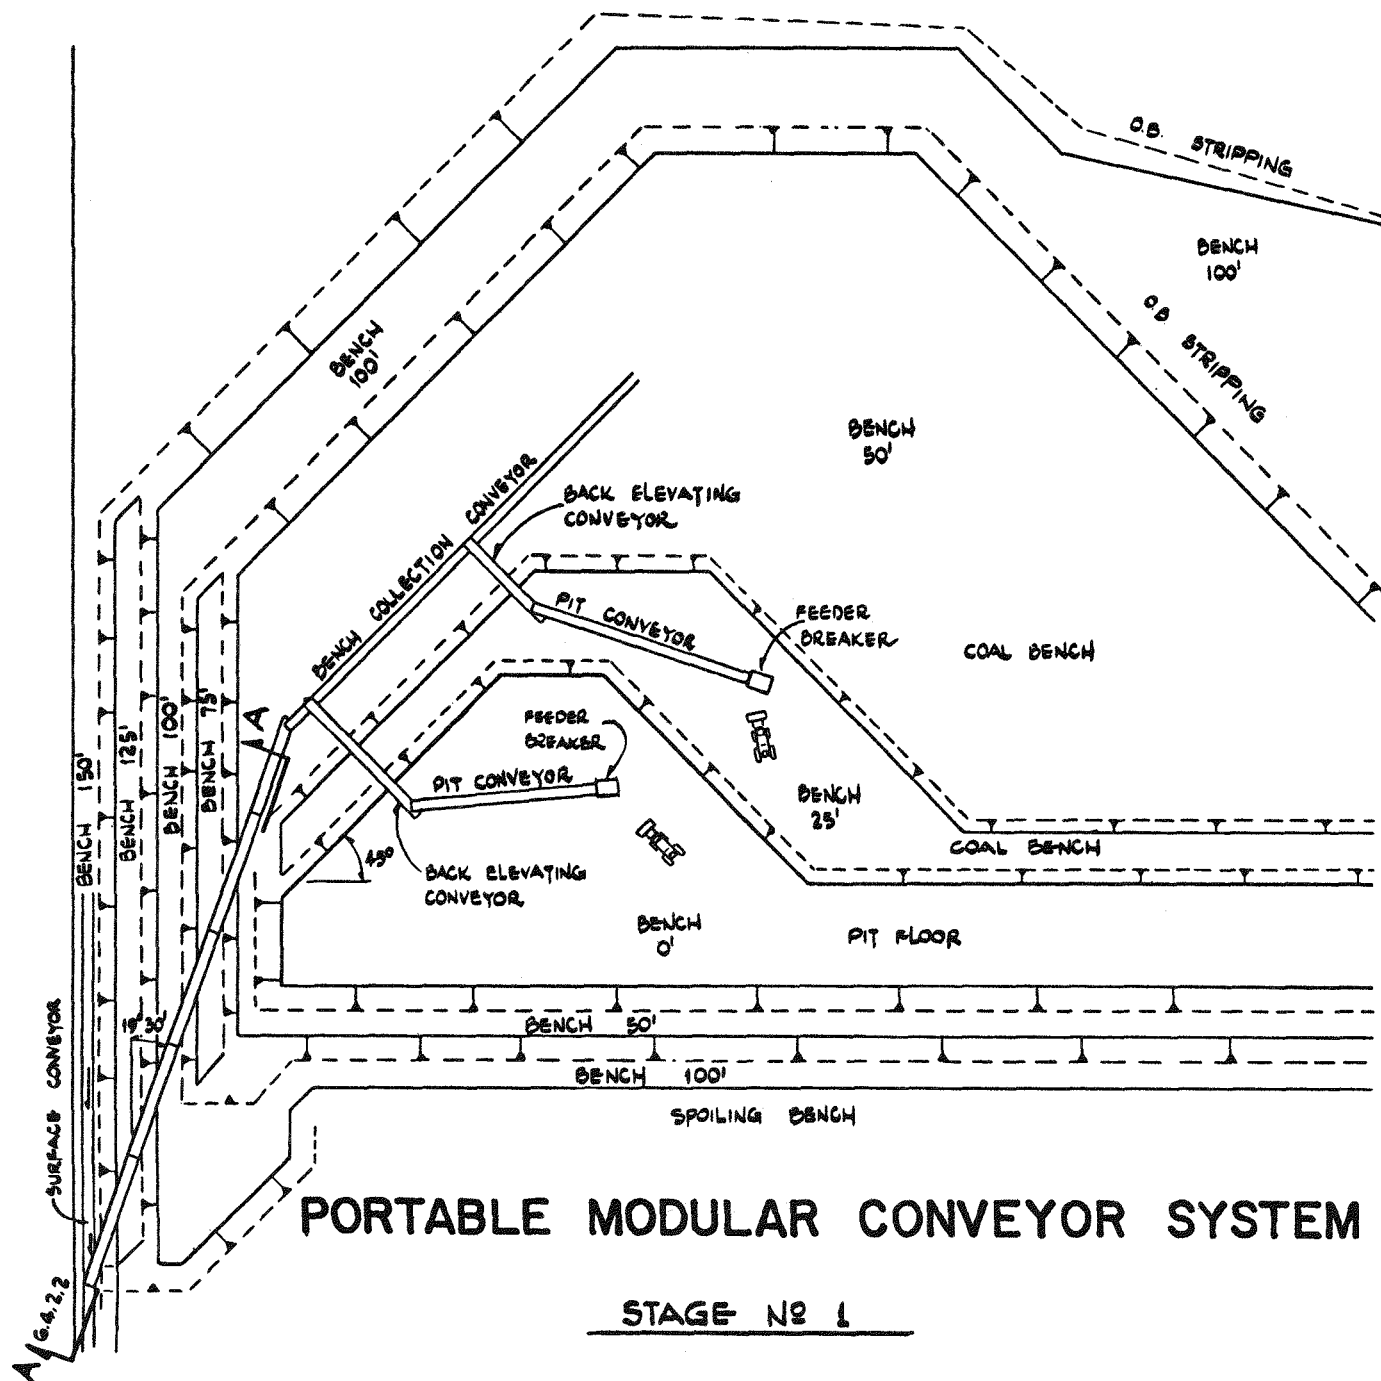 O.B. STRIPPING
BENCH
100'
O.B STRIPPING
BENCH
100'
BENCH
50'
BENCH COLLECTION CONVEYOR
BACK ELEVATING
CONVEYOR
PIT CONVEYOR
FEEDER
BREAKER
COAL BENCH
A
FEEDER
BREAKER
PIT CONVEYOR
BENCH
25'
COAL BENCH
45°
BACK ELEVATING
CONVEYOR
BENCH
0'
PIT FLOOR
BENCH 150'
BENCH 125'
BENCH 100'
BENCH 75'
19° 30'
BENCH 50'
BENCH 100'
SPOILING BENCH
SURFACE CONVEYOR
PORTABLE MODULAR CONVEYOR SYSTEM
STAGE Nº 1
A
G.4.2.2